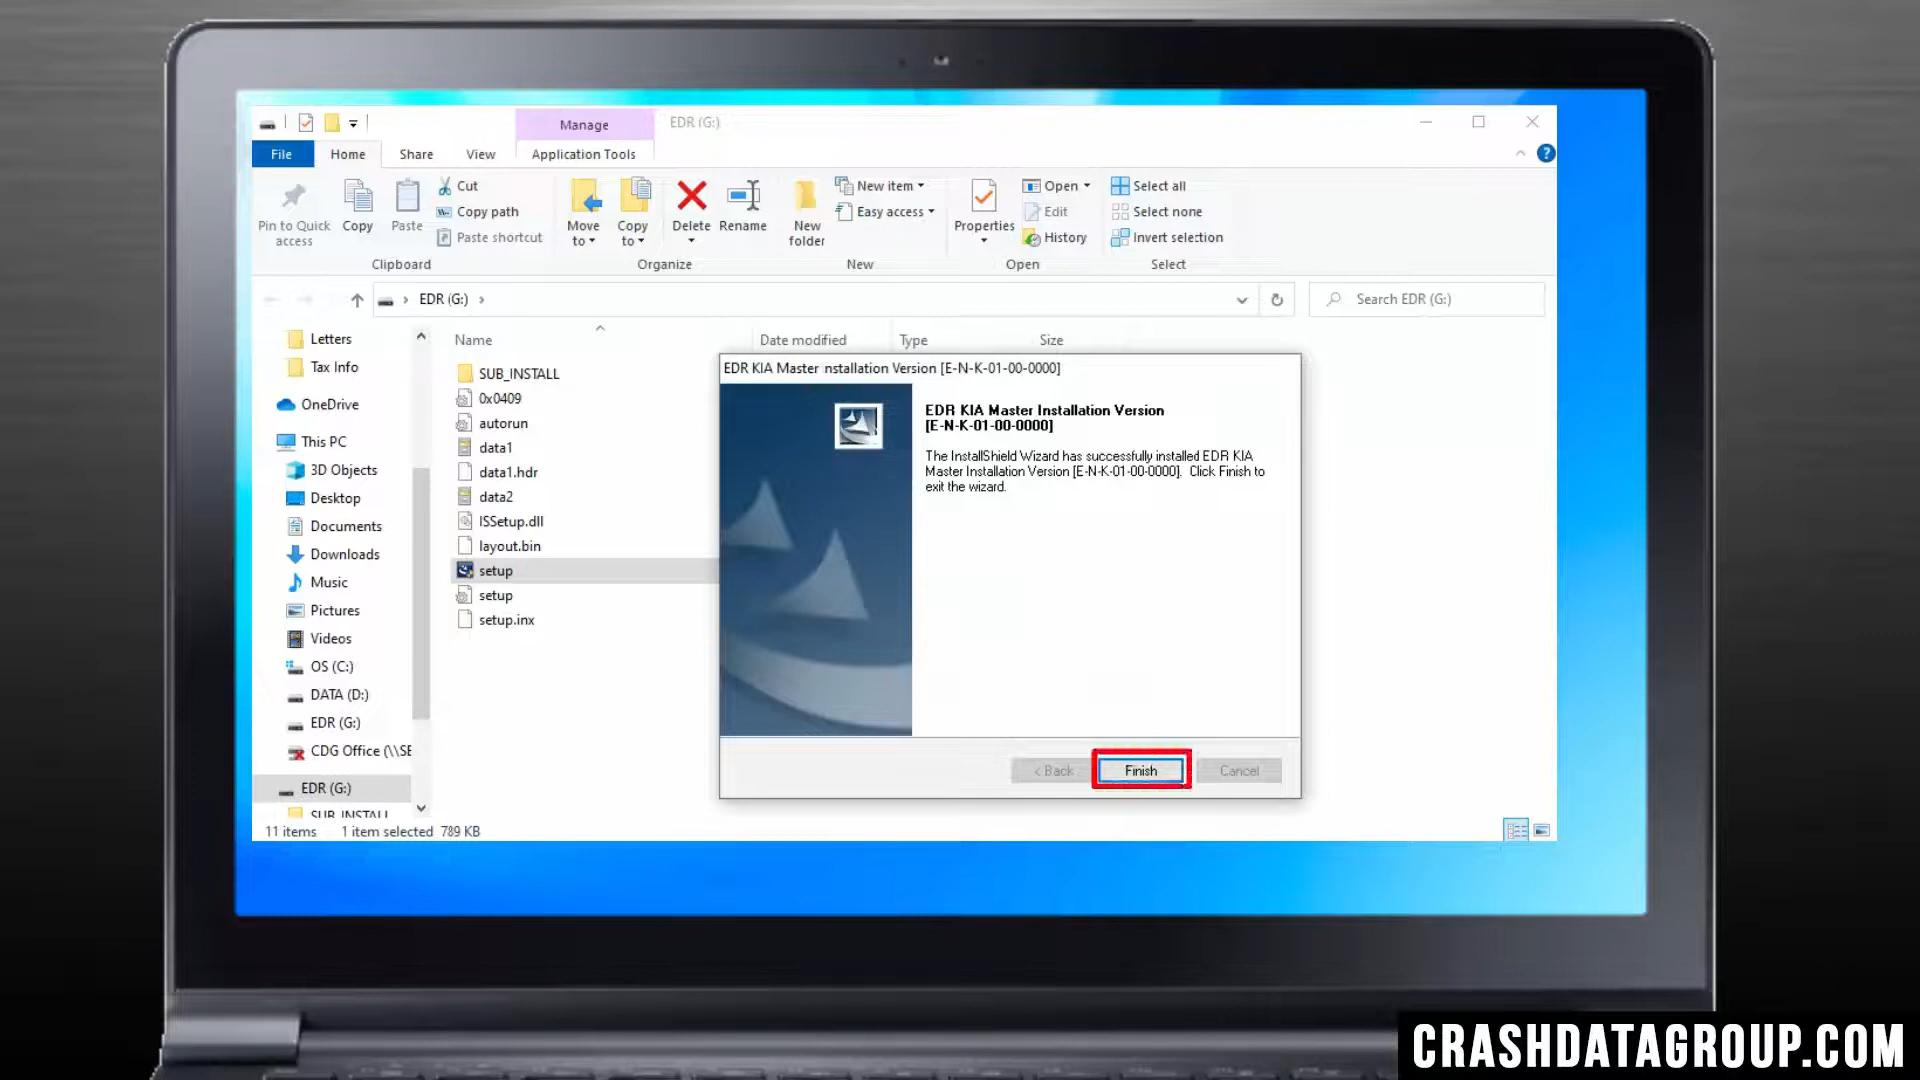 Manage
EDR (G:)
File
Home
Share
View
Application Tools
?
Pin to Quick
access
Copy
Paste
Cut
Copy path
Paste shortcut
Clipboard
Move
to
Copy
to
Delete
Rename
Organize
New
folder
New item
Easy access
New
Properties
Open
Edit
History
Open
Select all
Select none
Invert selection
Select
EDR (G:)
Search EDR (G:)
Letters
Tax Info
OneDrive
This PC
3D Objects
Desktop
Documents
Downloads
Music
Pictures
Videos
OS (C:)
DATA (D:)
EDR (G:)
CDG Office (\\SE
EDR (G:)
SUB_INSTALL
Name
Date modified
Type
Size
SUB_INSTALL
0x0409
autorun
data1
data1.hdr
data2
ISSetup.dll
layout.bin
setup
setup
setup.inx
EDR KIA Master nstallation Version [E-N-K-01-00-0000]
EDR KIA Master Installation Version
[E-N-K-01-00-0000]
The InstallShield Wizard has successfully installed EDR KIA
Master Installation Version [E-N-K-01-00-0000]. Click Finish to
exit the wizard.
< Back
Finish
Cancel
11 items
1 item selected 789 KB
CRASHDATAGROUP.COM